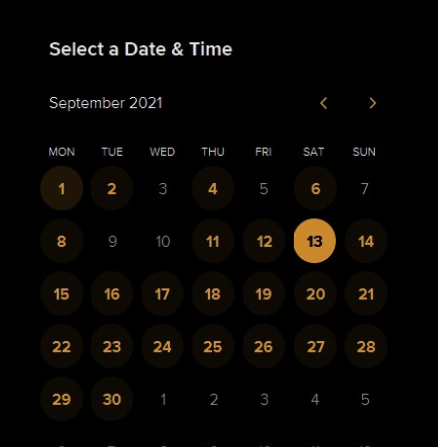 Select a Date & Time
September 2021
MON TUE WED THU FRI SAT SUN
1 2 3 4 5 6 7
8 9 10 11 12 13 14
15 16 17 18 19 20 21
22 23 24 25 26 27 28
29 30 1 2 3 4 5